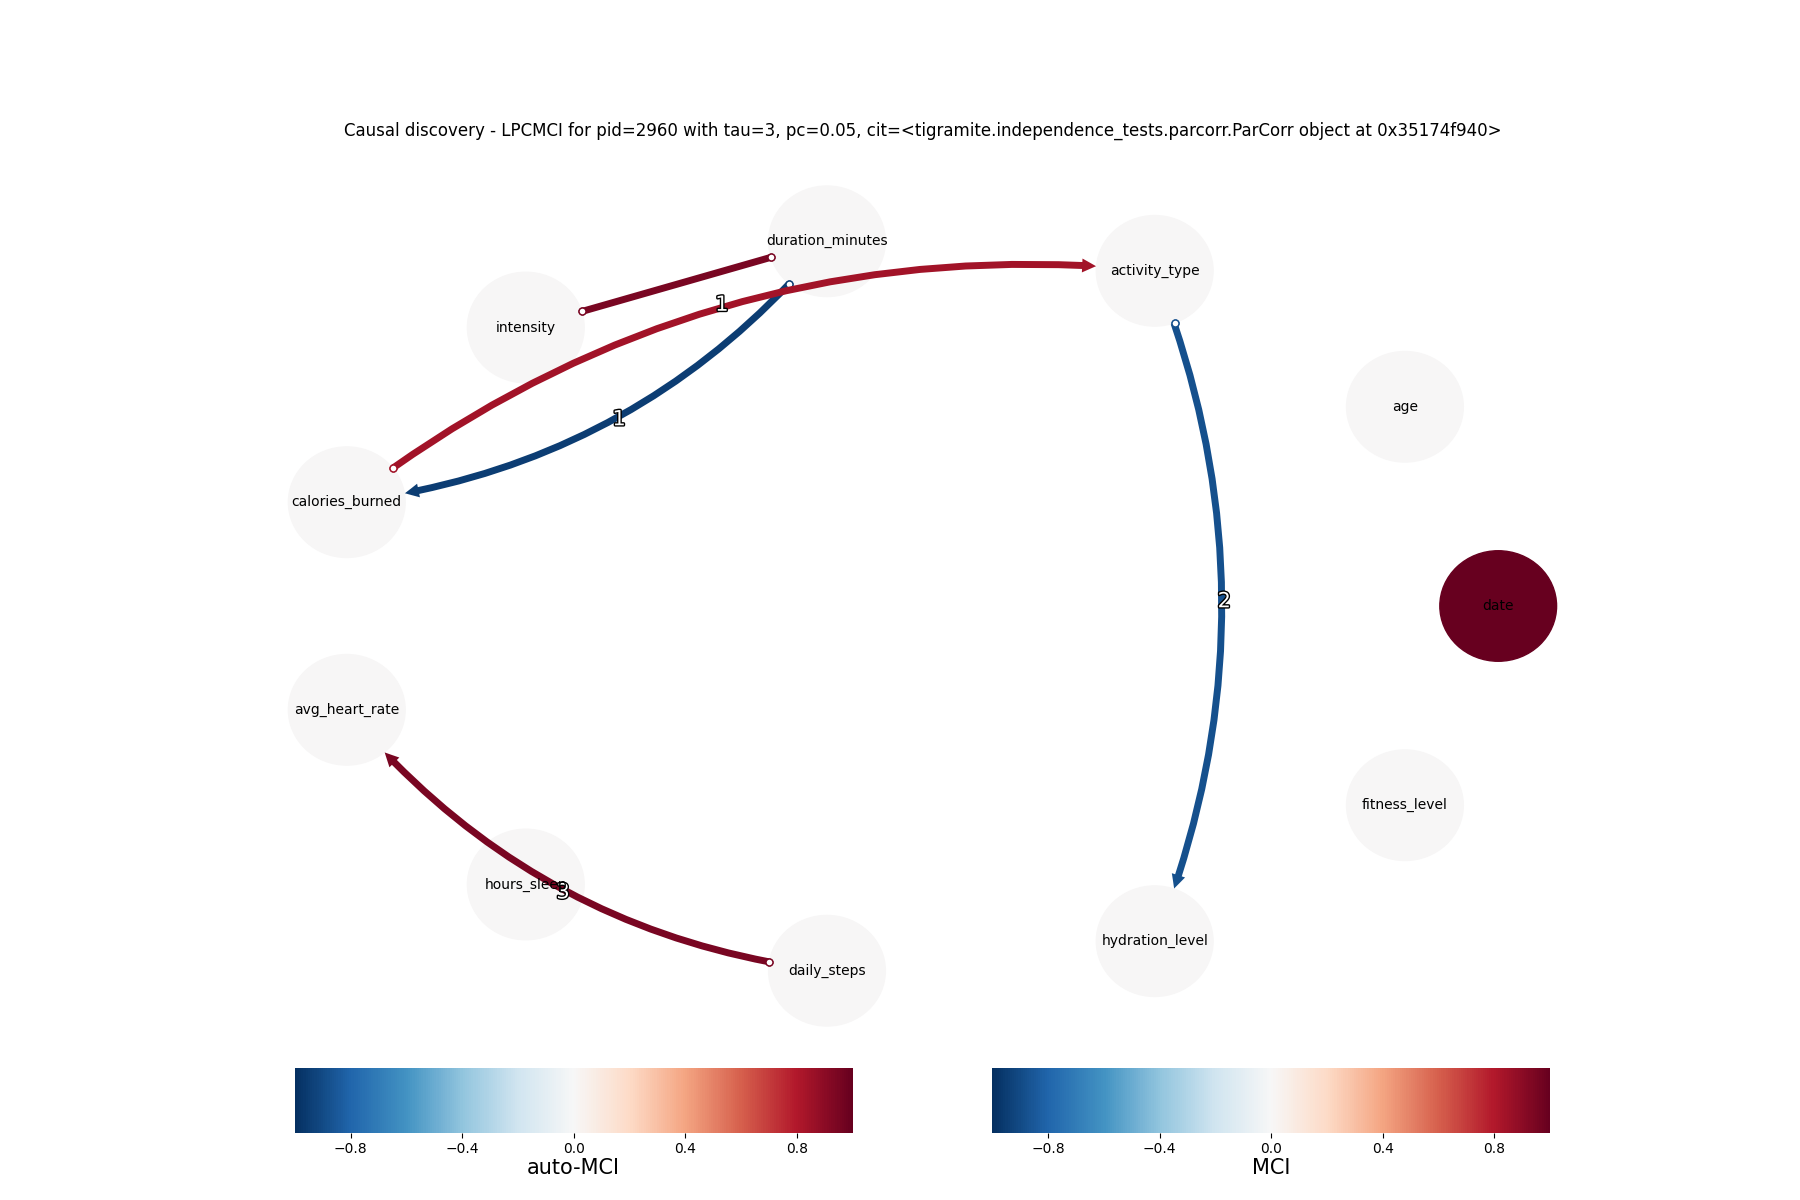 Causal discovery - LPCMCI for pid=2960 with tau=3, pc=0.05, cit=<tigramite.independence_tests.parcorr.ParCorr object at 0x35174f940>
duration_minutes
activity_type
intensity
1
age
1
calories_burned
2
date
avg_heart_rate
fitness_level
hours_sleep
3
hydration_level
daily_steps
−0.8 −0.4 0.0 0.4 0.8
auto-MCI
−0.8 −0.4 0.0 0.4 0.8
MCI